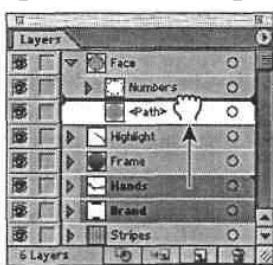 Layers
Face
Numbers
<Path>
Highlight
Frame
Hands
Brand
Stripes
6 Layers